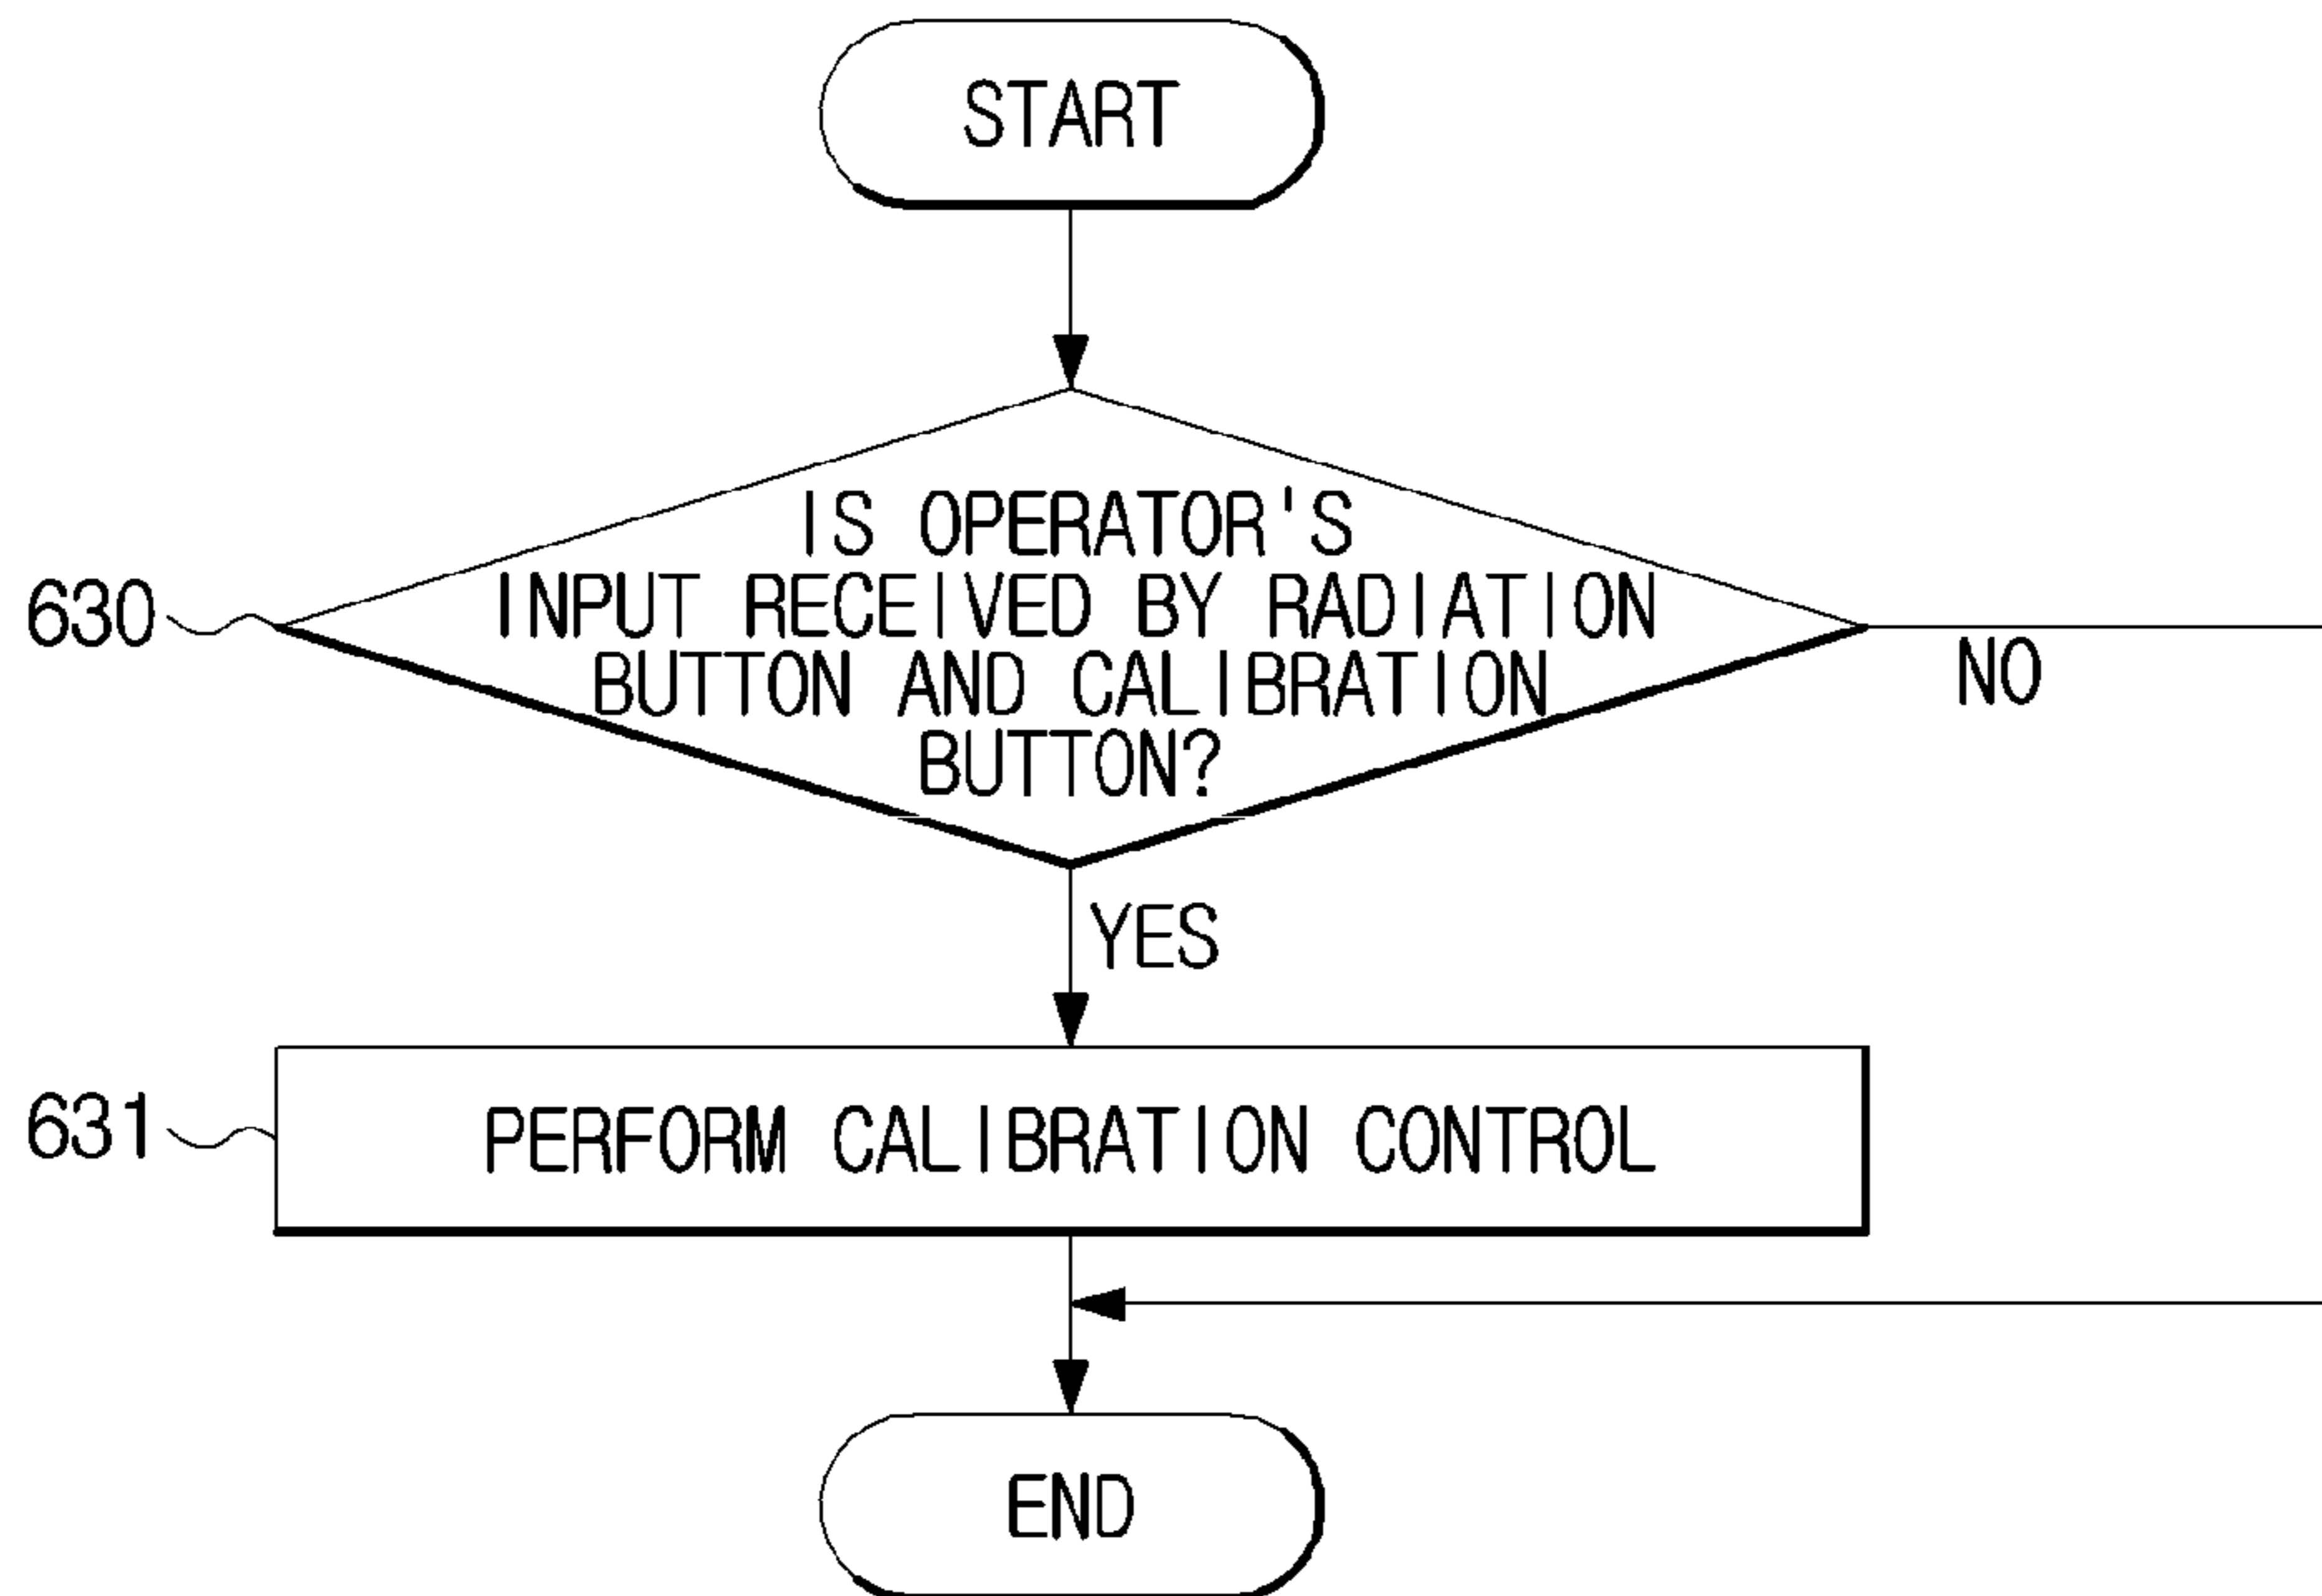 START
IS OPERATOR'S
INPUT RECEIVED BY RADIATION
BUTTON AND CALIBRATION
BUTTON?
630
NO
YES
631
PERFORM CALIBRATION CONTROL
END